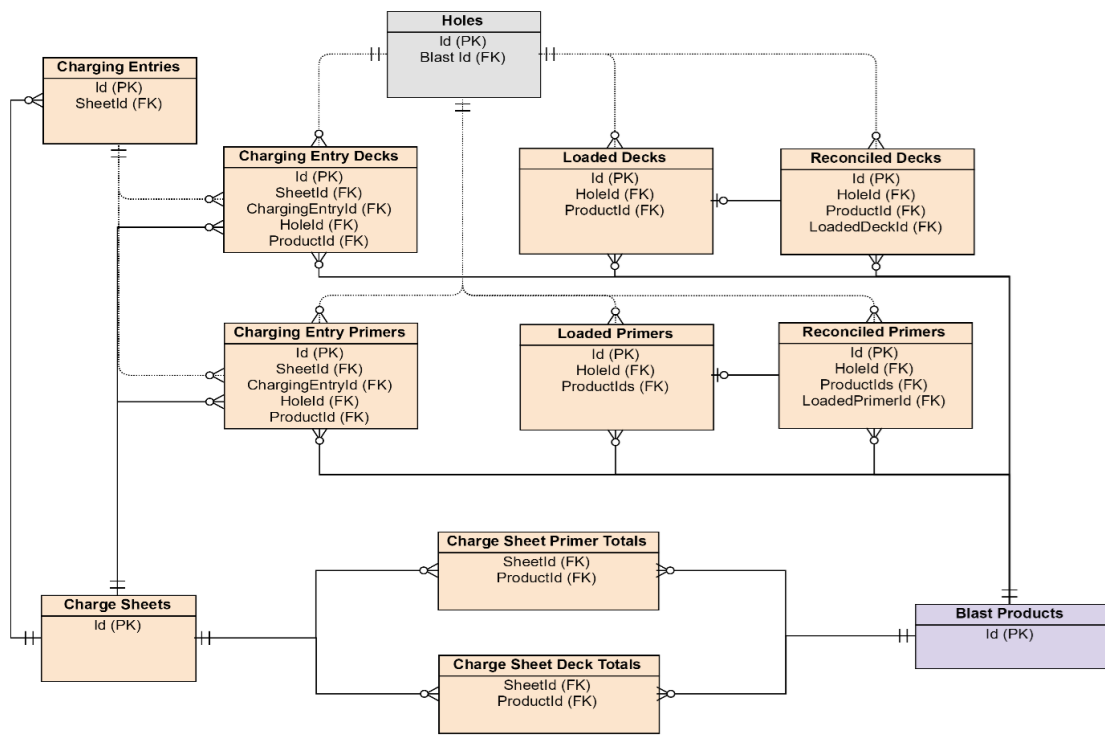 Holes
Id (PK)
Blast Id (FK)
Charging Entries
Id (PK)
SheetId (FK)
Charging Entry Decks
Id (PK)
SheetId (FK)
ChargingEntryId (FK)
HoleId (FK)
ProductId (FK)
Loaded Decks
Id (PK)
HoleId (FK)
ProductId (FK)
Reconciled Decks
Id (PK)
HoleId (FK)
ProductId (FK)
LoadedDeckId (FK)
Charging Entry Primers
Id (PK)
SheetId (FK)
ChargingEntryId (FK)
HoleId (FK)
ProductId (FK)
Loaded Primers
Id (PK)
HoleId (FK)
ProductIds (FK)
Reconciled Primers
Id (PK)
HoleId (FK)
ProductIds (FK)
LoadedPrimerId (FK)
Charge Sheet Primer Totals
SheetId (FK)
ProductId (FK)
Charge Sheets
Id (PK)
Blast Products
Id (PK)
Charge Sheet Deck Totals
SheetId (FK)
ProductId (FK)